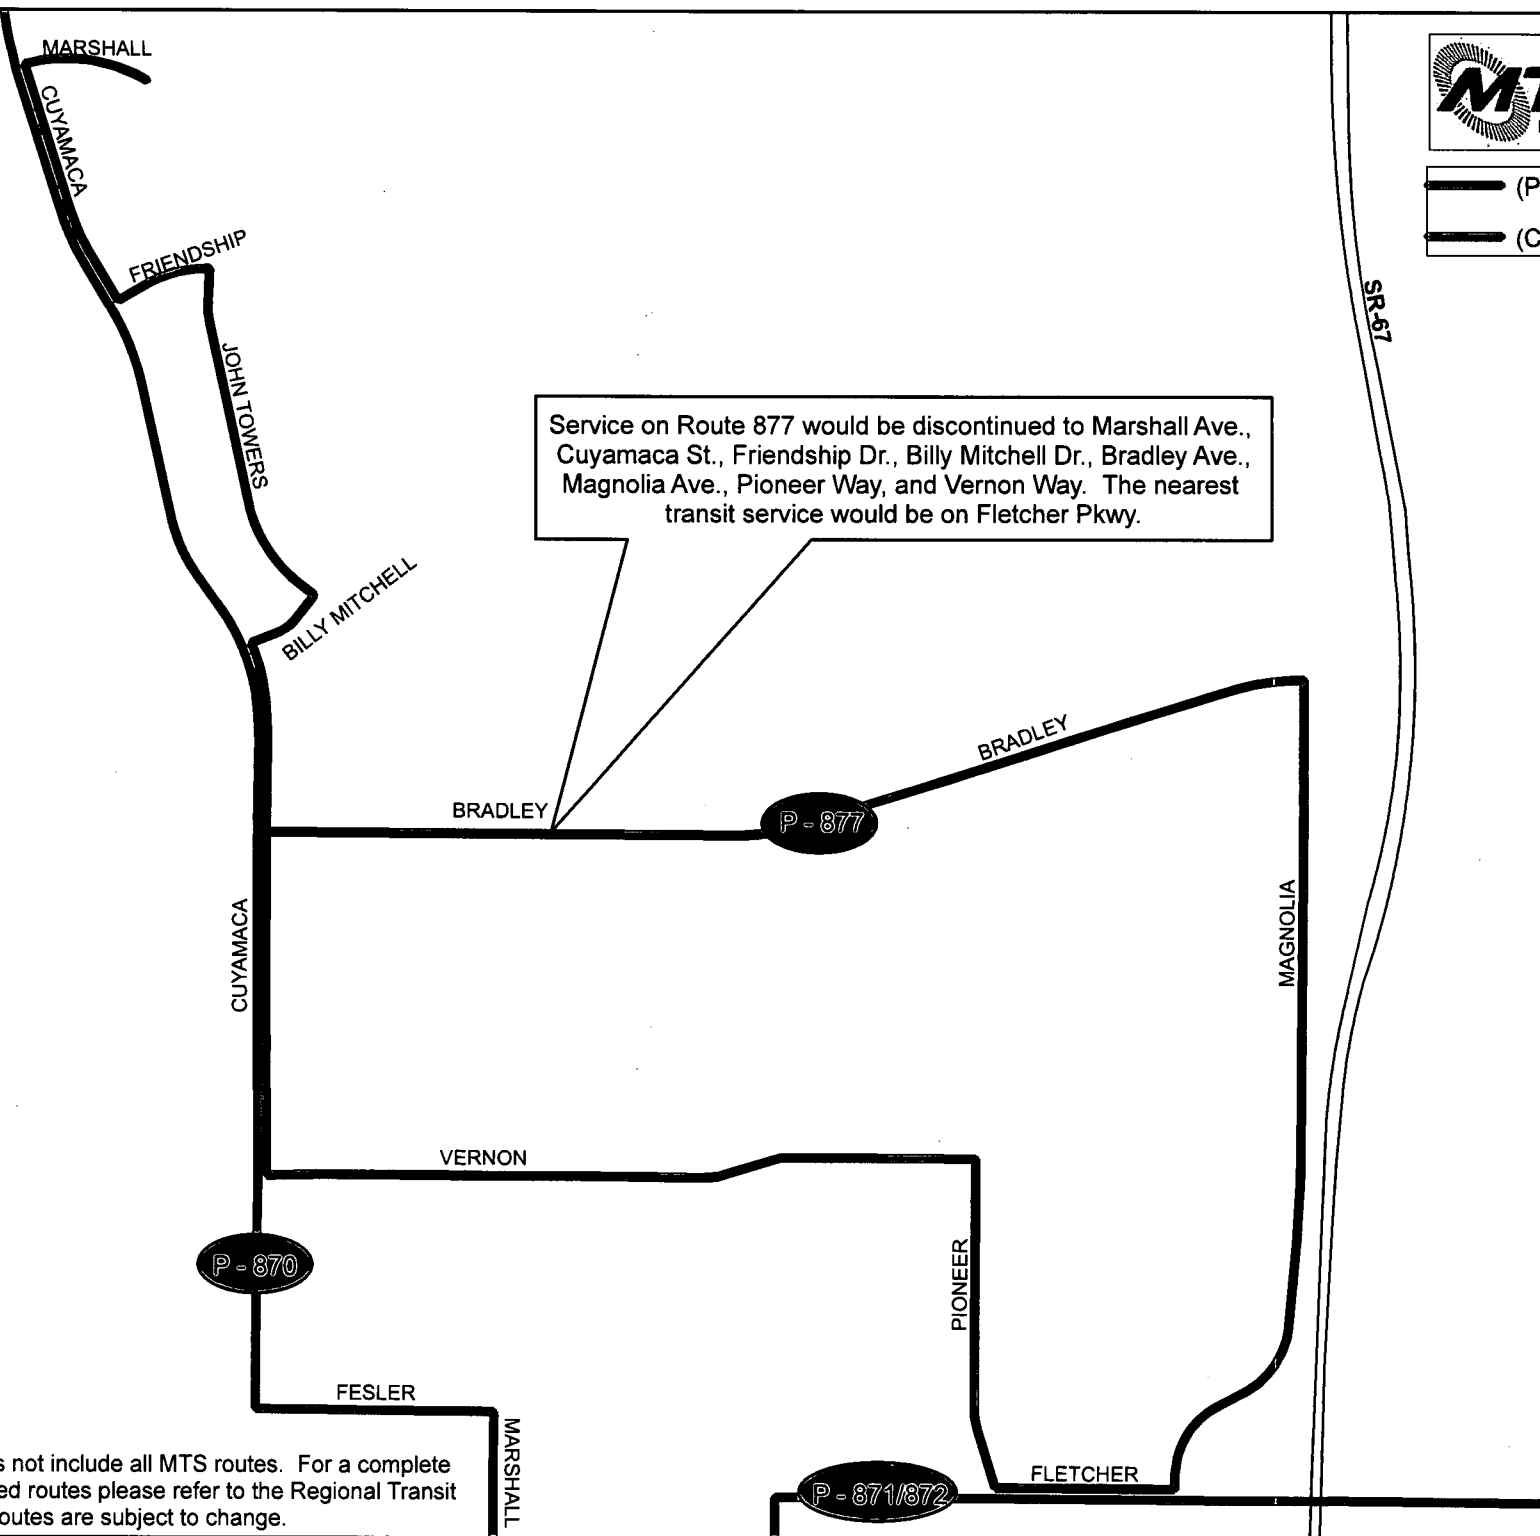 MARSHALL
CUYAMACA
FRIENDSHIP
JOHN TOWERS
BILLY MITCHELL
(P
(C
SR-67
Service on Route 877 would be discontinued to Marshall Ave.,
Cuyamaca St., Friendship Dr., Billy Mitchell Dr., Bradley Ave.,
Magnolia Ave., Pioneer Way, and Vernon Way. The nearest
transit service would be on Fletcher Pkwy.
BRADLEY
BRADLEY
P - 877
CUYAMACA
MAGNOLIA
VERNON
P - 870
PIONEER
FESLER
MARSHALL
FLETCHER
P - 871/872
not include all MTS routes. For a complete
routes please refer to the Regional Transit
are subject to change.